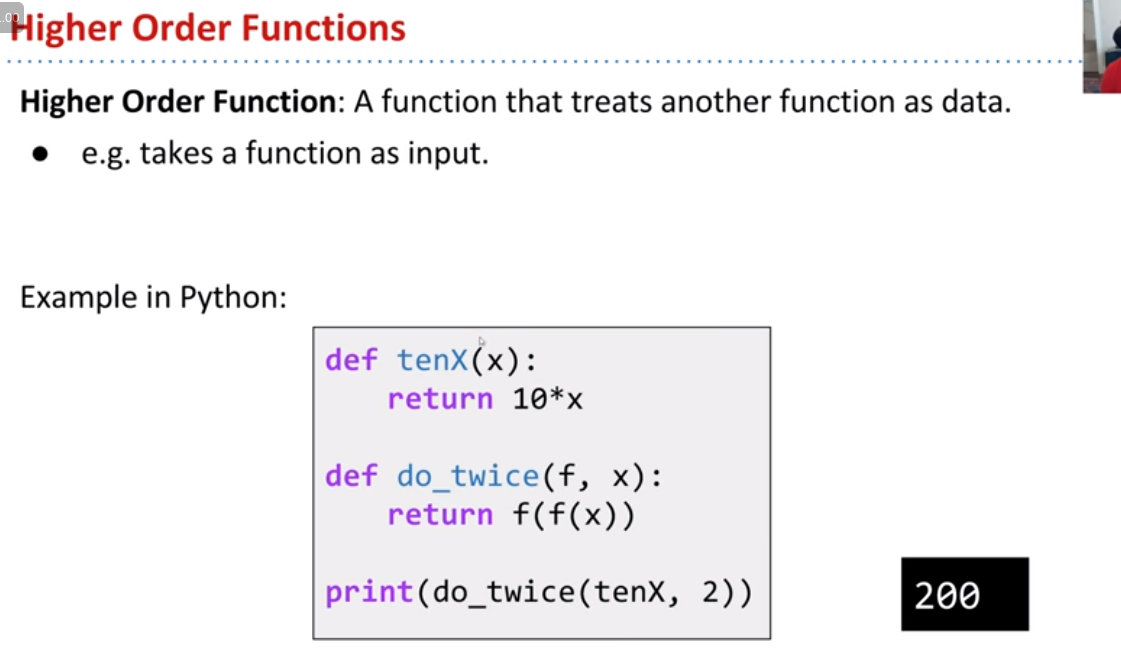 .00
Higher Order Functions
Higher Order Function: A function that treats another function as data.
● e.g. takes a function as input.
Example in Python:
def tenX(x):
    return 10*x
def do_twice(f, x):
    return f(f(x))
print(do_twice(tenX, 2))
200